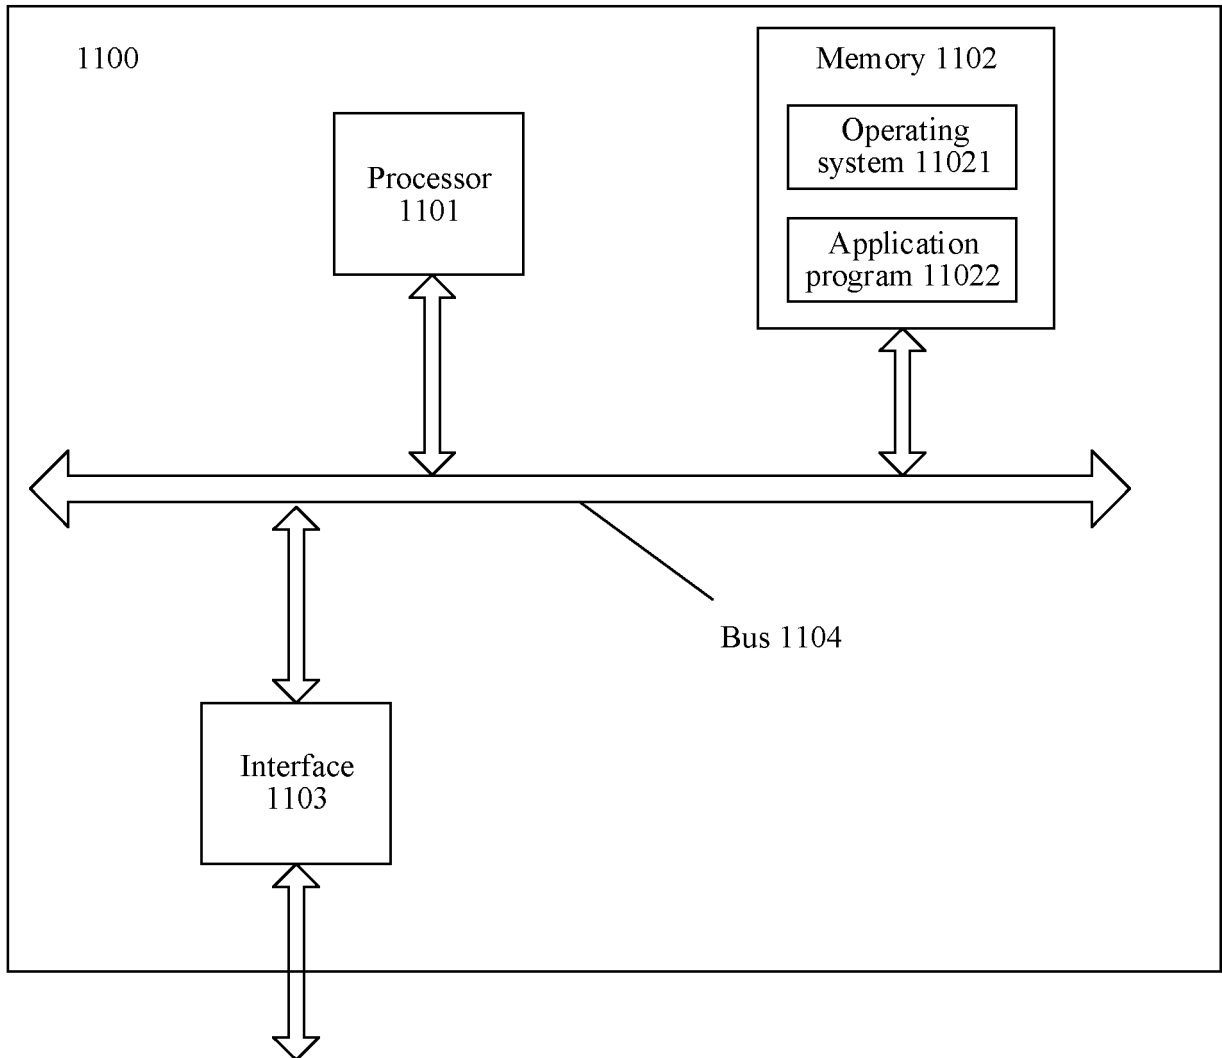 1100
Memory 1102
Operating
system 11021
Processor
1101
Application
program 11022
Bus 1104
Interface
1103